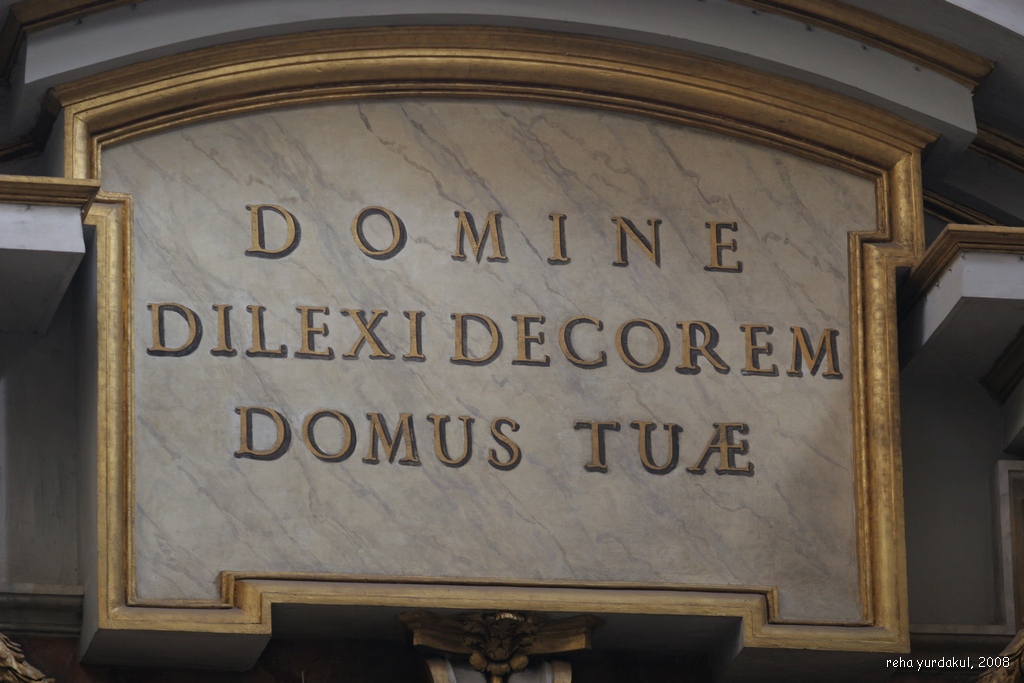 DOMINE
DILEXI DECOREM
DOMUS TUÆ
reha yurdakul, 2008